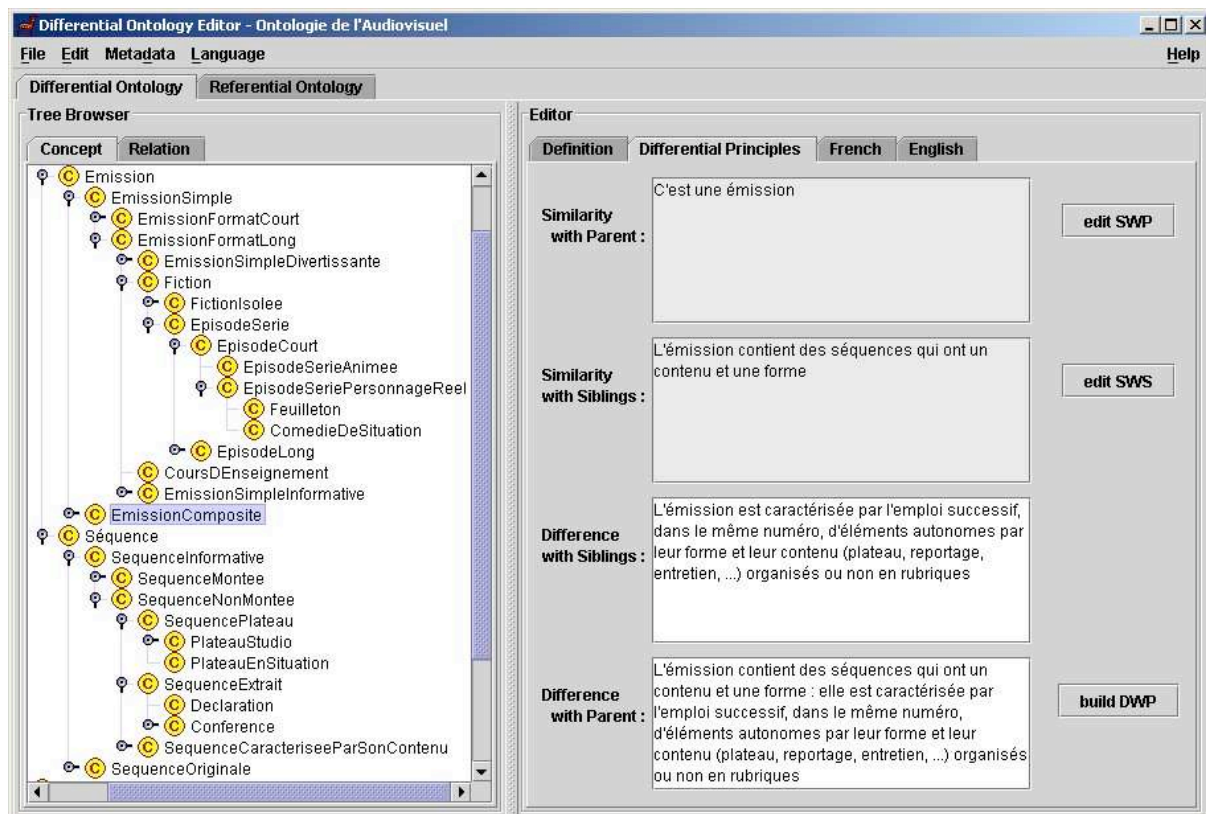 Differential Ontology Editor - Ontologie de l'Audiovisuel
File Edit Metadata Language Help
Differential Ontology Referential Ontology
Tree Browser
Concept Relation
Emission
EmissionSimple
EmissionFormatCourt
EmissionFormatLong
EmissionSimpleDivertissante
Fiction
FictionIsolee
EpisodeSerie
EpisodeCourt
EpisodeSerieAnimee
EpisodeSeriePersonnageReel
Feuilleton
ComedieDeSituation
EpisodeLong
CoursDEnseignement
EmissionSimpleInformative
EmissionComposite
Séquence
SequenceInformative
SequenceMontee
SequenceNonMontee
SequencePlateau
PlateauStudio
PlateauEnSituation
SequenceExtrait
Declaration
Conference
SequenceCaracteriseeParSonContenu
SequenceOriginale
Editor
Definition Differential Principles French English
Similarity
with Parent :
C'est une émission
edit SWP
Similarity
with Siblings :
L'émission contient des séquences qui ont un
contenu et une forme
edit SWS
Difference
with Siblings :
L'émission est caractérisée par l'emploi successif,
dans le même numéro, d'éléments autonomes par
leur forme et leur contenu (plateau, reportage,
entretien, ...) organisés ou non en rubriques
Difference
with Parent :
L'émission contient des séquences qui ont un
contenu et une forme : elle est caractérisée par
l'emploi successif, dans le même numéro,
d'éléments autonomes par leur forme et leur
contenu (plateau, reportage, entretien, ...) organisés
ou non en rubriques
build DWP